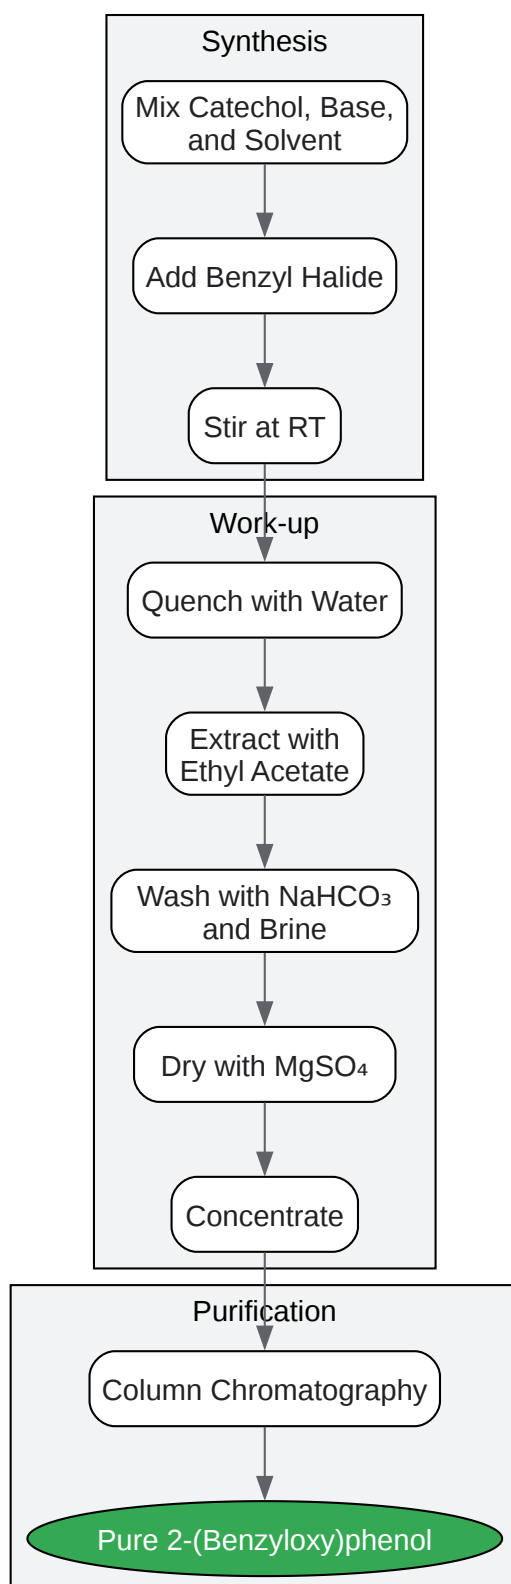 Synthesis
Mix Catechol, Base,
and Solvent
Add Benzyl Halide
Stir at RT
Work-up
Quench with Water
Extract with
Ethyl Acetate
Wash with NaHCO₃
and Brine
Dry with MgSO₄
Concentrate
Purification
Column Chromatography
Pure 2-(Benzyloxy)phenol